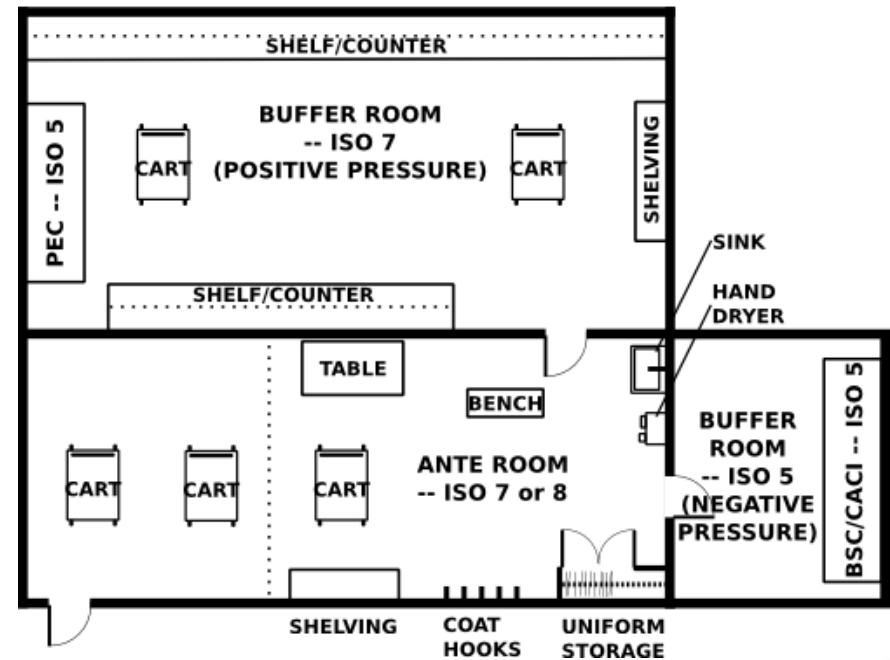 SHELF/COUNTER
BUFFER ROOM
-- ISO 7
(POSITIVE PRESSURE)
PEC -- ISO 5
CART
CART
SHELVING
SHELF/COUNTER
SINK
HAND
DRYER
TABLE
BENCH
CART
CART
CART
ANTE ROOM
-- ISO 7 or 8
BUFFER
ROOM
-- ISO 5
(NEGATIVE
PRESSURE)
BSC/CACI -- ISO 5
SHELVING
COAT
HOOKS
UNIFORM
STORAGE